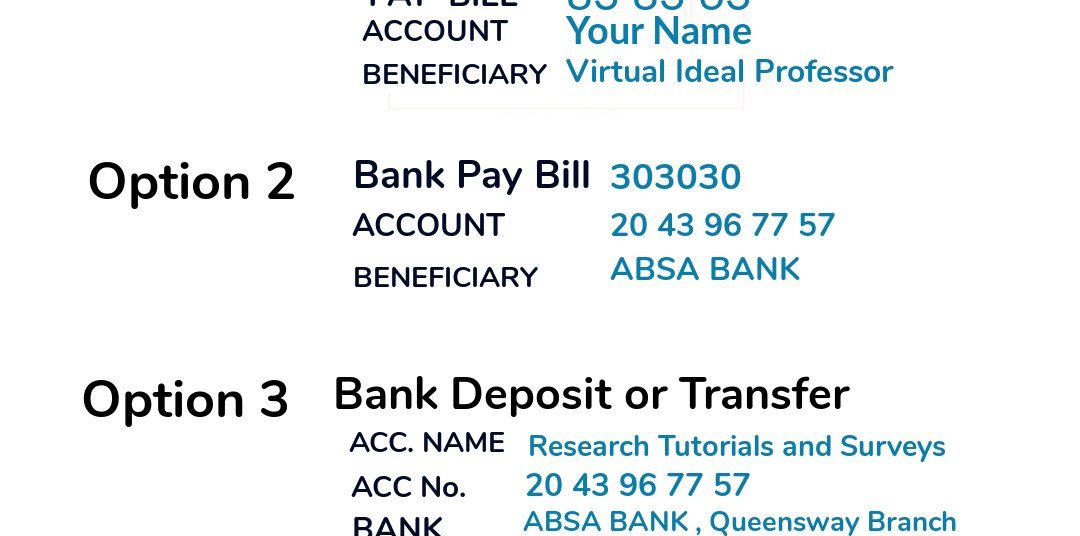 ACCOUNT Your Name
BENEFICIARY Virtual Ideal Professor
Option 2 Bank Pay Bill 303030
ACCOUNT 20 43 96 77 57
BENEFICIARY ABSA BANK
Option 3 Bank Deposit or Transfer
ACC. NAME Research Tutorials and Surveys
ACC No. 20 43 96 77 57
BANK ABSA BANK , Queensway Branch